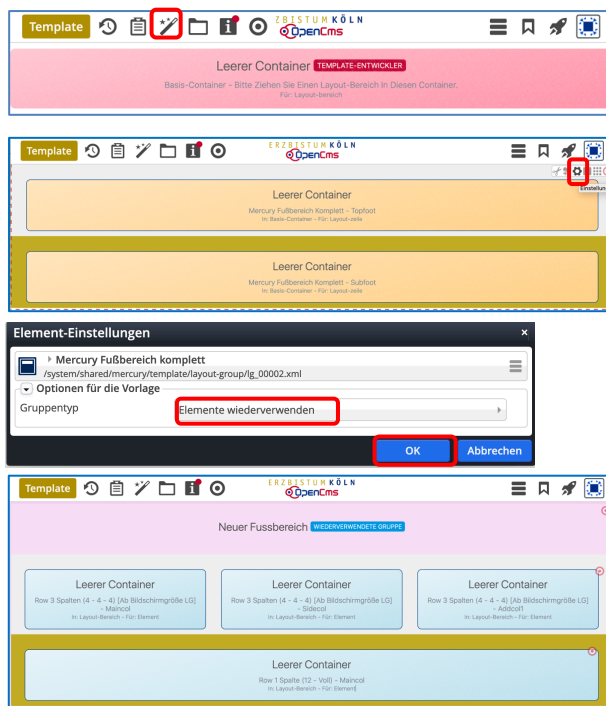 Template
ZBISTUM KÖLN
OpenCms
Leerer Container TEMPLATE-ENTWICKLER
Basis-Container - Bitte Ziehen Sie Einen Layout-Bereich In Diesen Container.
Für: Layout-bereich
Template
ERZBISTUM KÖLN
OpenCms
Einstellun
Leerer Container
Mercury Fußbereich Komplett - Topfoot
In: Basis-Container - Für: Layout-zeile
Leerer Container
Mercury Fußbereich Komplett - Subfoot
In: Basis-Container - Für: Layout-zeile
Element-Einstellungen
Mercury Fußbereich komplett
/system/shared/mercury/template/layout-group/lg_00002.xml
Optionen für die Vorlage
Gruppentyp Elemente wiederverwenden
OK Abbrechen
Template
ERZBISTUM KÖLN
OpenCms
Neuer Fussbereich WIEDERVERWENDETE GRUPPE
Leerer Container
Row 3 Spalten (4 - 4 - 4) [Ab Bildschirmgröße LG]
- Maincol
In: Layout-Bereich - Für: Element
Leerer Container
Row 3 Spalten (4 - 4 - 4) [Ab Bildschirmgröße LG]
- Sidecol
In: Layout-Bereich - Für: Element
Leerer Container
Row 3 Spalten (4 - 4 - 4) [Ab Bildschirmgröße LG]
- Addcol1
In: Layout-Bereich - Für: Element
Leerer Container
Row 1 Spalte (12 - Voll) - Maincol
In: Layout-Bereich - Für: Element